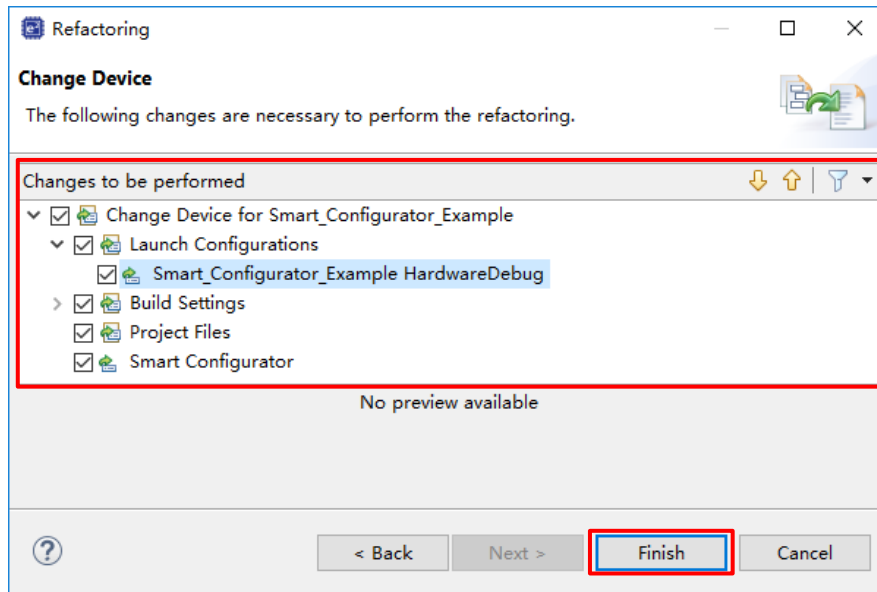 Refactoring
Change Device
The following changes are necessary to perform the refactoring.
Changes to be performed
Change Device for Smart_Configurator_Example
Launch Configurations
Smart_Configurator_Example HardwareDebug
Build Settings
Project Files
Smart Configurator
No preview available
? < Back Next > Finish Cancel